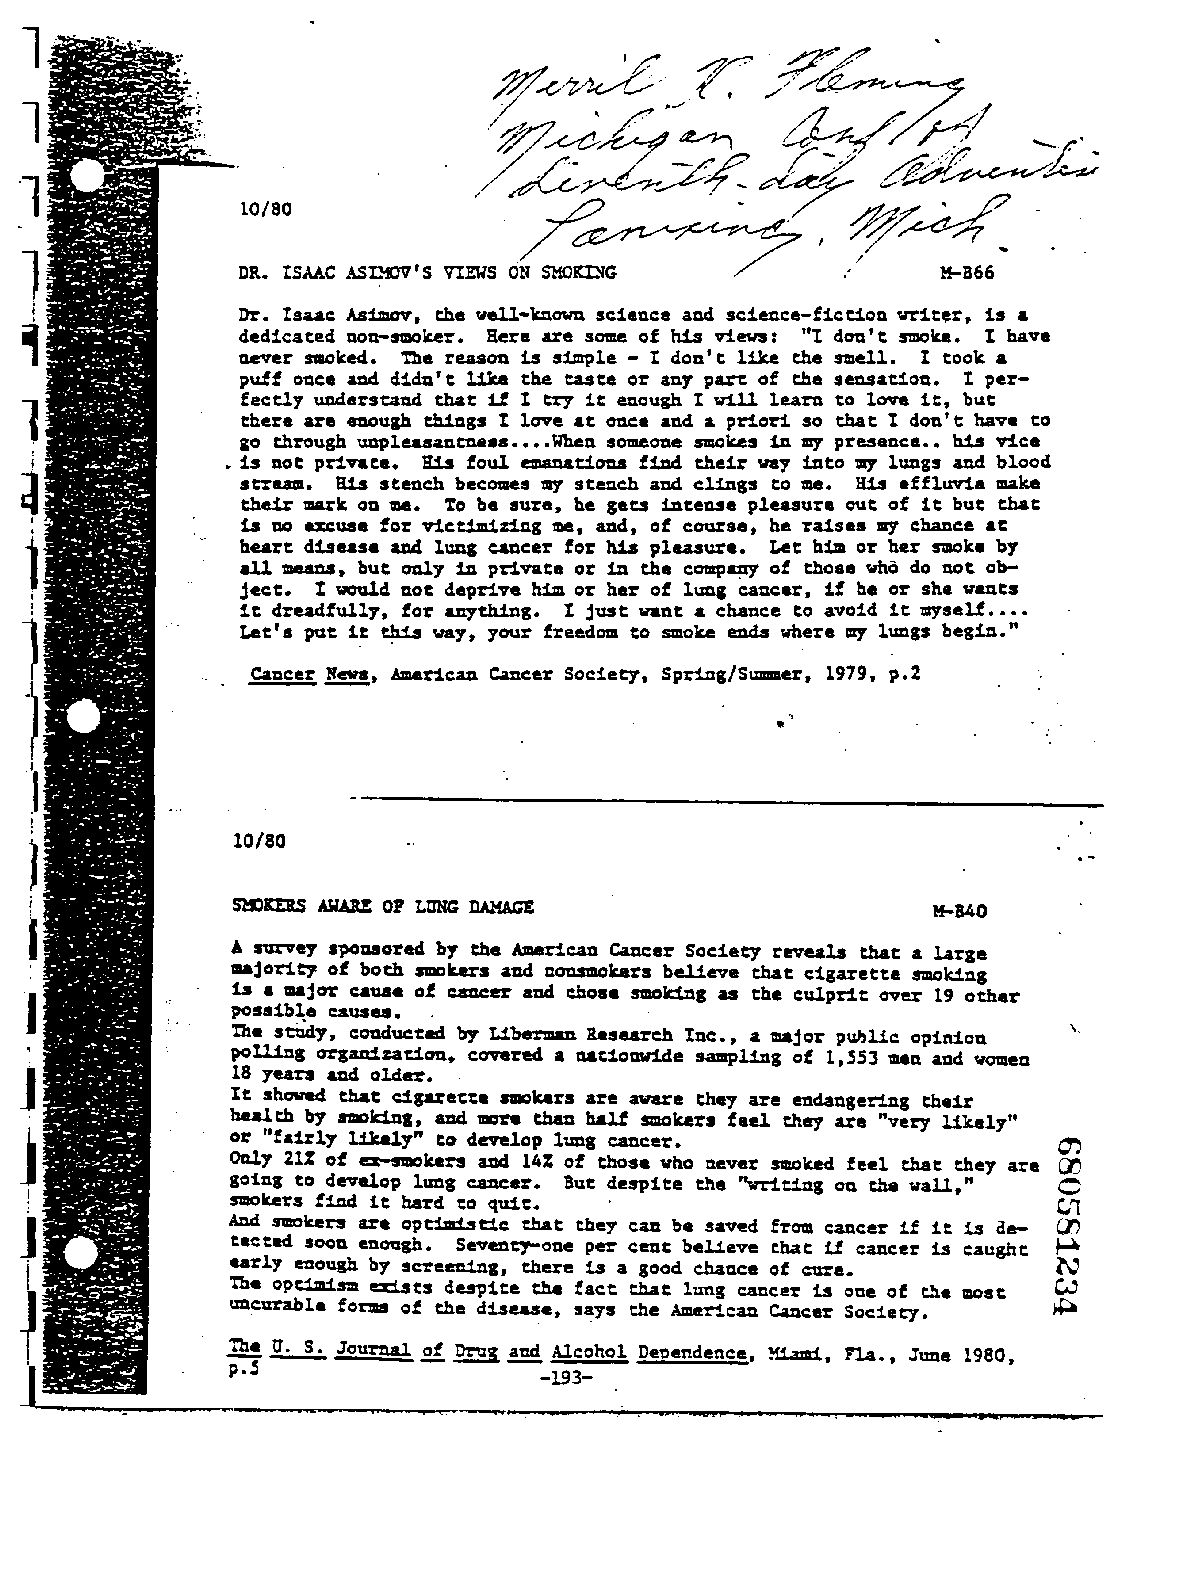 Merril K. Fleming
Michigan Conf / of
Seventh-day Adventis
Lansing, Mich
10/80
DR. ISAAC ASIMOV'S VIEWS ON SMOKING M-866
Dr. Isaac Asimov, the well-known science and science-fiction writer, is a
dedicated non-smoker. Here are some of his views: "I don't smoke. I have
never smoked. The reason is simple - I don't like the smell. I took a
puff once and didn't like the taste or any part of the sensation. I per-
fectly understand that if I try it enough I will learn to love it, but
there are enough things I love at once and a priori so that I don't have to
go through unpleasantness....When someone smokes in my presence.. his vice
is not private. His foul emanations find their way into my lungs and blood
stream. His stench becomes my stench and clings to me. His effluvia make
their mark on me. To be sure, he gets intense pleasure out of it but that
is no excuse for victimizing me, and, of course, he raises my chance at
heart disease and lung cancer for his pleasure. Let him or her smoke by
all means, but only in private or in the company of those who do not ob-
ject. I would not deprive him or her of lung cancer, if he or she wants
it dreadfully, for anything. I just want a chance to avoid it myself....
Let's put it this way, your freedom to smoke ends where my lungs begin."
Cancer News, American Cancer Society, Spring/Summer, 1979, p.2
10/80
SMOKERS AWARE OF LUNG DAMAGE M-840
A survey sponsored by the American Cancer Society reveals that a large
majority of both smokers and nonsmokers believe that cigarette smoking
is a major cause of cancer and chose smoking as the culprit over 19 other
possible causes.
The study, conducted by Liberman Research Inc., a major public opinion
polling organization, covered a nationwide sampling of 1,553 men and women
18 years and older.
It showed that cigarette smokers are aware they are endangering their
health by smoking, and more than half smokers feel they are "very likely"
or "fairly likely" to develop lung cancer.
Only 21% of ex-smokers and 14% of those who never smoked feel that they are
going to develop lung cancer. But despite the "writing on the wall,"
smokers find it hard to quit.
And smokers are optimistic that they can be saved from cancer if it is de-
tected soon enough. Seventy-one per cent believe that if cancer is caught
early enough by screening, there is a good chance of cure.
The optimism exists despite the fact that lung cancer is one of the most
uncurable forms of the disease, says the American Cancer Society.
The U. S. Journal of Drug and Alcohol Dependence, Miami, Fla., June 1980,
p.5
-193-
680581234